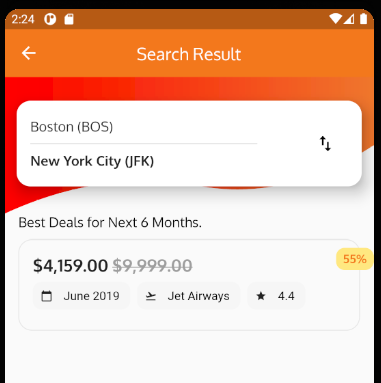 2:24
Search Result
Boston (BOS)
New York City (JFK)
Best Deals for Next 6 Months.
55%
$4,159.00 $9,999.00
June 2019 Jet Airways 4.4